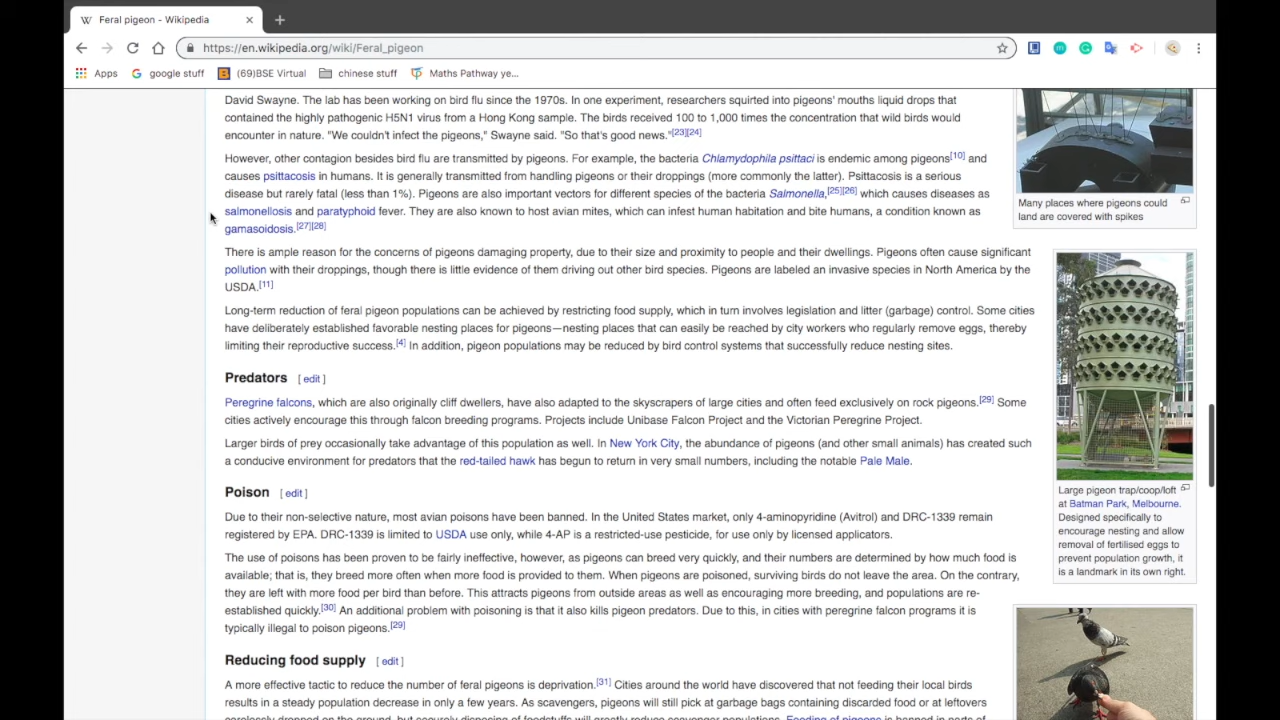 Feral pigeon - Wikipedia
https://en.wikipedia.org/wiki/Feral_pigeon
Apps google stuff (69)BSE Virtual chinese stuff Maths Pathway ye...
David Swayne. The lab has been working on bird flu since the 1970s. In one experiment, researchers squirted into pigeons' mouths liquid drops that
contained the highly pathogenic H5N1 virus from a Hong Kong sample. The birds received 100 to 1,000 times the concentration that wild birds would
encounter in nature. "We couldn't infect the pigeons," Swayne said. "So that's good news."[23][24]
However, other contagion besides bird flu are transmitted by pigeons. For example, the bacteria Chlamydophila psittaci is endemic among pigeons[10] and
causes psittacosis in humans. It is generally transmitted from handling pigeons or their droppings (more commonly the latter). Psittacosis is a serious
disease but rarely fatal (less than 1%). Pigeons are also important vectors for different species of the bacteria Salmonella,[25][26] which causes diseases as
salmonellosis and paratyphoid fever. They are also known to host avian mites, which can infest human habitation and bite humans, a condition known as
gamasoidosis.[27][28]
There is ample reason for the concerns of pigeons damaging property, due to their size and proximity to people and their dwellings. Pigeons often cause significant
pollution with their droppings, though there is little evidence of them driving out other bird species. Pigeons are labeled an invasive species in North America by the
USDA.[11]
Long-term reduction of feral pigeon populations can be achieved by restricting food supply, which in turn involves legislation and litter (garbage) control. Some cities
have deliberately established favorable nesting places for pigeons—nesting places that can easily be reached by city workers who regularly remove eggs, thereby
limiting their reproductive success.[4] In addition, pigeon populations may be reduced by bird control systems that successfully reduce nesting sites.
Predators [ edit ]
Peregrine falcons, which are also originally cliff dwellers, have also adapted to the skyscrapers of large cities and often feed exclusively on rock pigeons.[29] Some
cities actively encourage this through falcon breeding programs. Projects include Unibase Falcon Project and the Victorian Peregrine Project.
Larger birds of prey occasionally take advantage of this population as well. In New York City, the abundance of pigeons (and other small animals) has created such
a conducive environment for predators that the red-tailed hawk has begun to return in very small numbers, including the notable Pale Male.
Poison [ edit ]
Due to their non-selective nature, most avian poisons have been banned. In the United States market, only 4-aminopyridine (Avitrol) and DRC-1339 remain
registered by EPA. DRC-1339 is limited to USDA use only, while 4-AP is a restricted-use pesticide, for use only by licensed applicators.
The use of poisons has been proven to be fairly ineffective, however, as pigeons can breed very quickly, and their numbers are determined by how much food is
available; that is, they breed more often when more food is provided to them. When pigeons are poisoned, surviving birds do not leave the area. On the contrary,
they are left with more food per bird than before. This attracts pigeons from outside areas as well as encouraging more breeding, and populations are re-
established quickly.[30] An additional problem with poisoning is that it also kills pigeon predators. Due to this, in cities with peregrine falcon programs it is
typically illegal to poison pigeons.[29]
Reducing food supply [ edit ]
A more effective tactic to reduce the number of feral pigeons is deprivation.[31] Cities around the world have discovered that not feeding their local birds
results in a steady population decrease in only a few years. As scavengers, pigeons will still pick at garbage bags containing discarded food or at leftovers
carelessly dropped on the ground, but securely disposing of foodstuffs will greatly reduce scavenger populations. Feeding of pigeons is banned in parts of
Many places where pigeons could
land are covered with spikes
Large pigeon trap/coop/loft
at Batman Park, Melbourne.
Designed specifically to
encourage nesting and allow
removal of fertilised eggs to
prevent population growth, it
is a landmark in its own right.